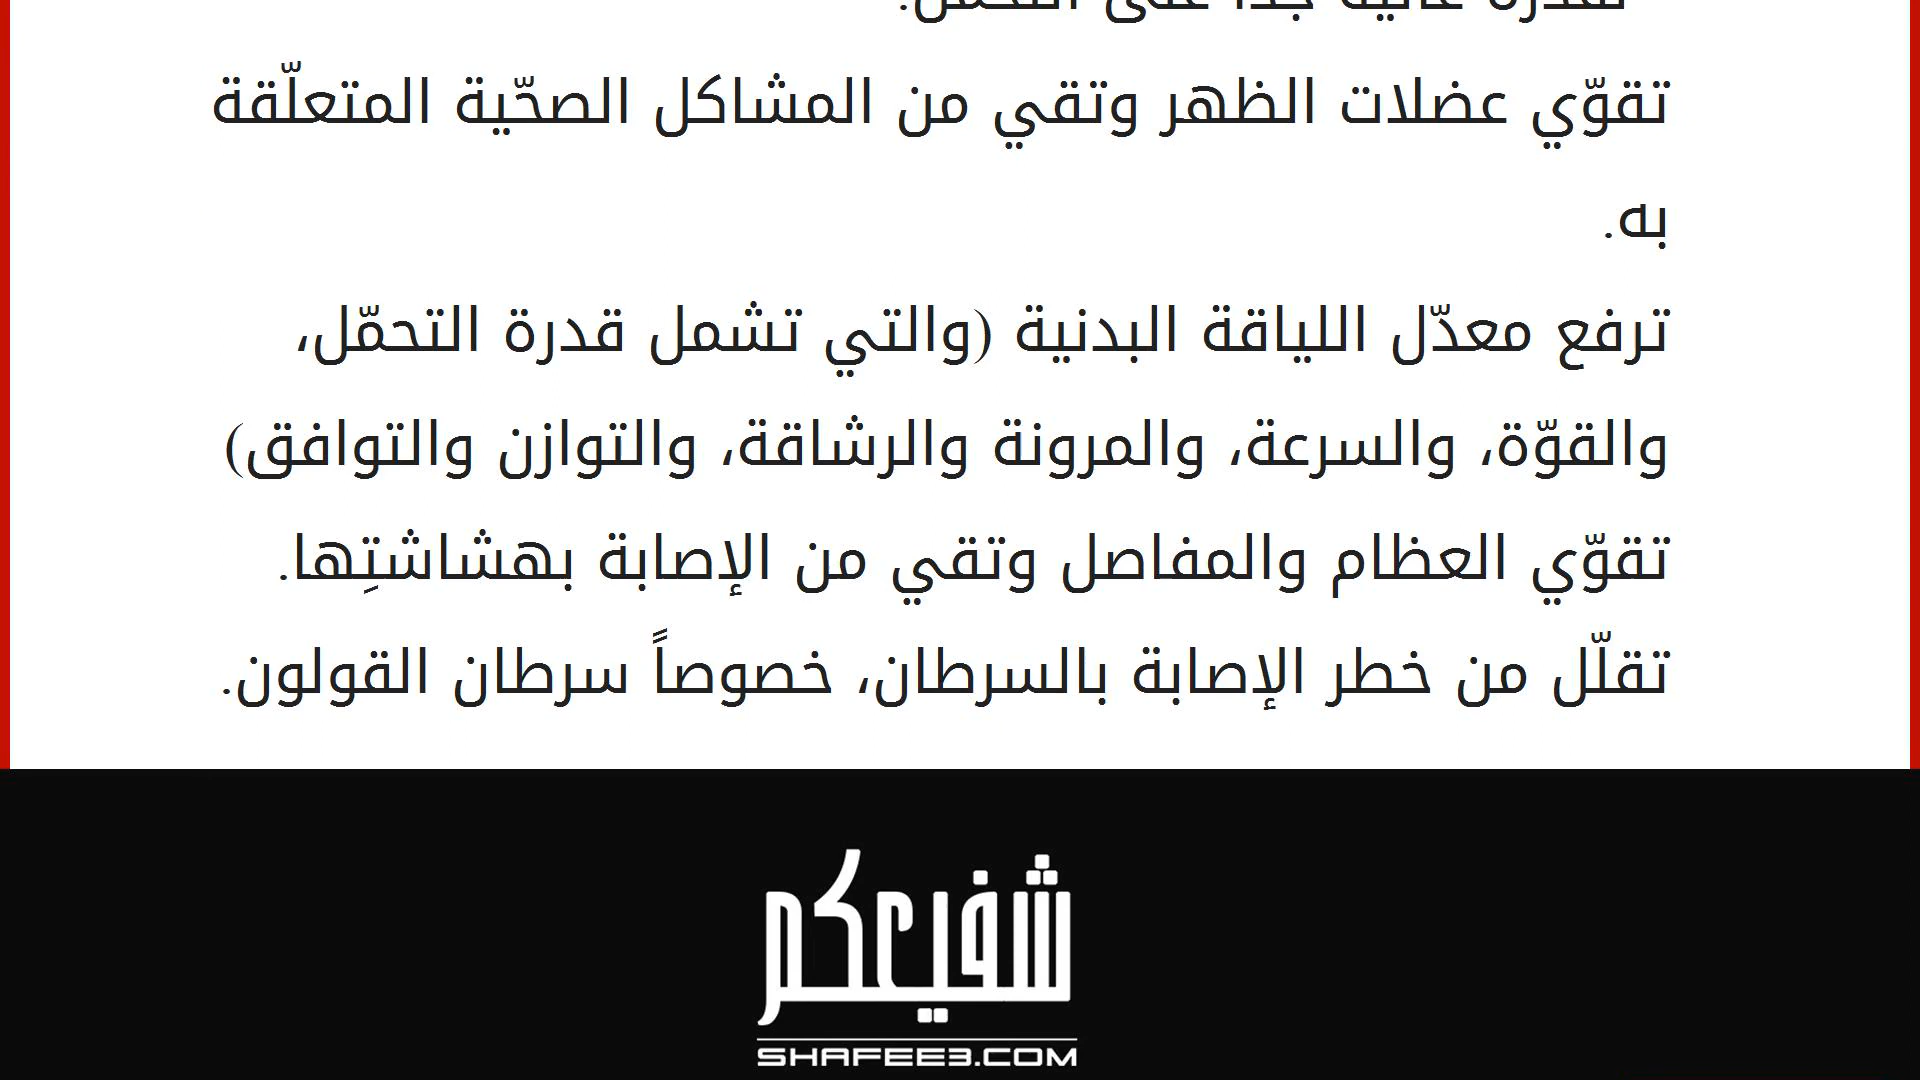 تقوّي عضلات الظهر وتقي من المشاكل الصحّية المتعلّقة
به.
ترفع معدّل اللياقة البدنية (والتي تشمل قدرة التحمّل،
والقوّة، والسرعة، والمرونة والرشاقة، والتوازن والتوافق)
تقوّي العظام والمفاصل وتقي من الإصابة بهشاشتِها.
تقلّل من خطر الإصابة بالسرطان، خصوصاً سرطان القولون.
شفيعكم
SHAFEE3.COM